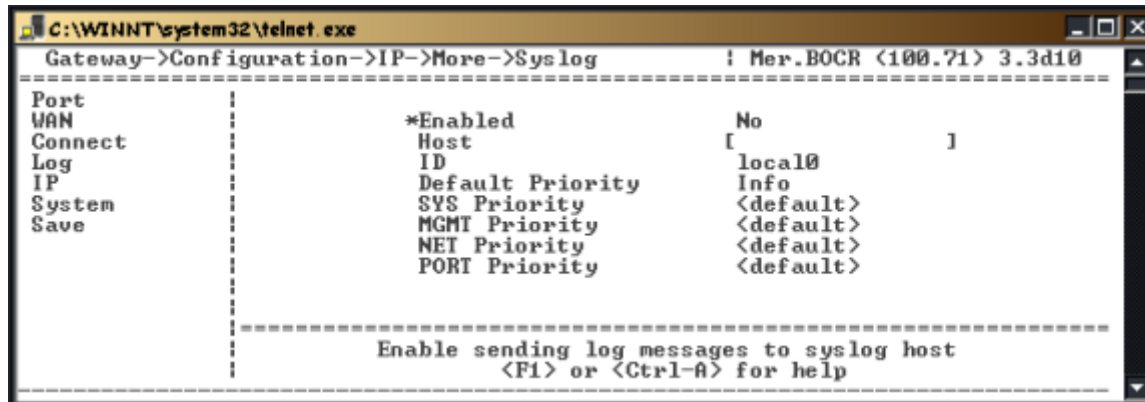 C:\WINNT\system32\telnet.exe
Gateway->Configuration->IP->More->Syslog | Mer.BOCR <100.71> 3.3d10
Port
WAN *Enabled No
Connect Host [ ]
Log ID local0
IP Default Priority Info
System SYS Priority <default>
Save MGMT Priority <default>
NET Priority <default>
PORT Priority <default>
Enable sending log messages to syslog host
<F1> or <Ctrl-A> for help